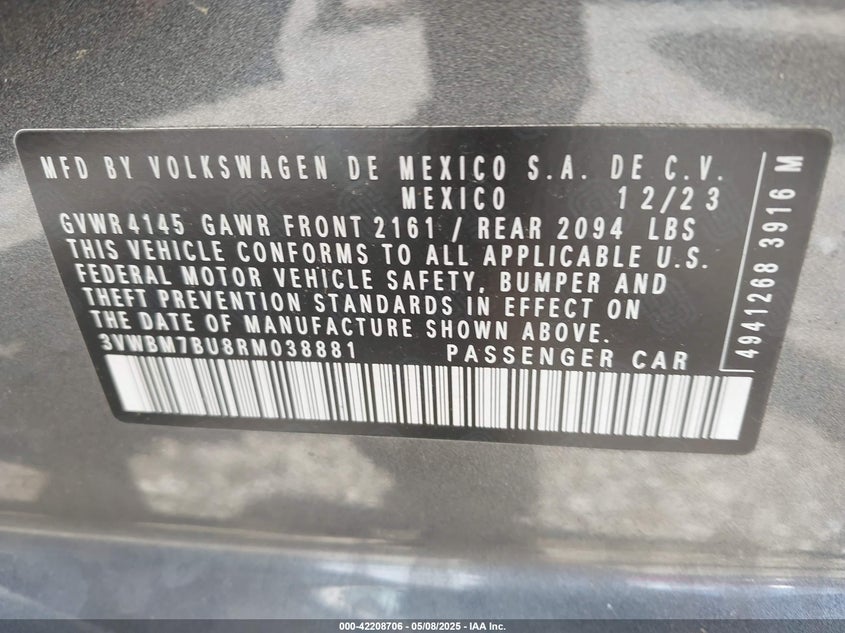 MFD BY VOLKSWAGEN DE MEXICO S.A. DE C.V.
MEXICO 12/23
GVWR 4145 GAWR FRONT 2161 / REAR 2094 LBS
THIS VEHICLE CONFORMS TO ALL APPLICABLE U.S.
FEDERAL MOTOR VEHICLE SAFETY, BUMPER AND
THEFT PREVENTION STANDARDS IN EFFECT ON
THE DATE OF MANUFACTURE SHOWN ABOVE.
3VWBM7BU8RM038881 PASSENGER CAR
4941268 3916 M
000-42208706 - 05/08/2025 - IAA Inc.